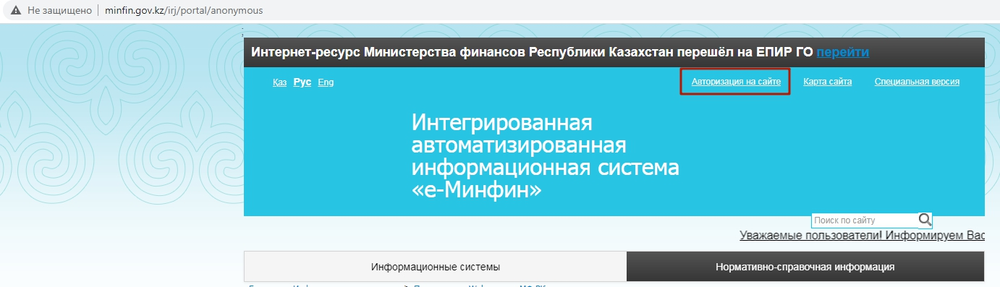 Не защищено minfin.gov.kz/irj/portal/anonymous
;
Интернет-ресурс Министерства финансов Республики Казахстан перешёл на ЕПИР ГО перейти
Қаз Рус Eng Авторизация на сайте Карта сайта Специальная версия
Интегрированная
автоматизированная
информационная система
«е-Минфин»
Поиск по сайту
Уважаемые пользователи! Информируем Вас
Информационные системы Нормативно-справочная информация